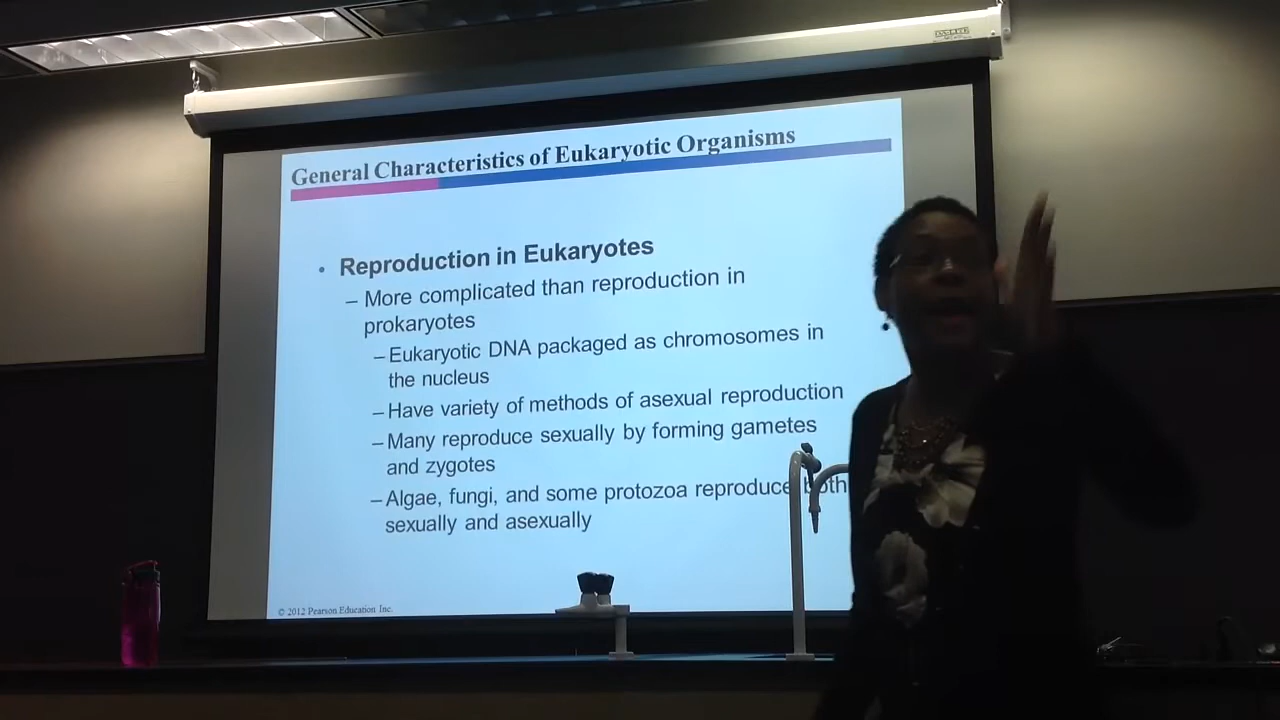 General Characteristics of Eukaryotic Organisms
• Reproduction in Eukaryotes
– More complicated than reproduction in
prokaryotes
– Eukaryotic DNA packaged as chromosomes in
the nucleus
– Have variety of methods of asexual reproduction
– Many reproduce sexually by forming gametes
and zygotes
– Algae, fungi, and some protozoa reproduce both
sexually and asexually
© 2012 Pearson Education Inc.